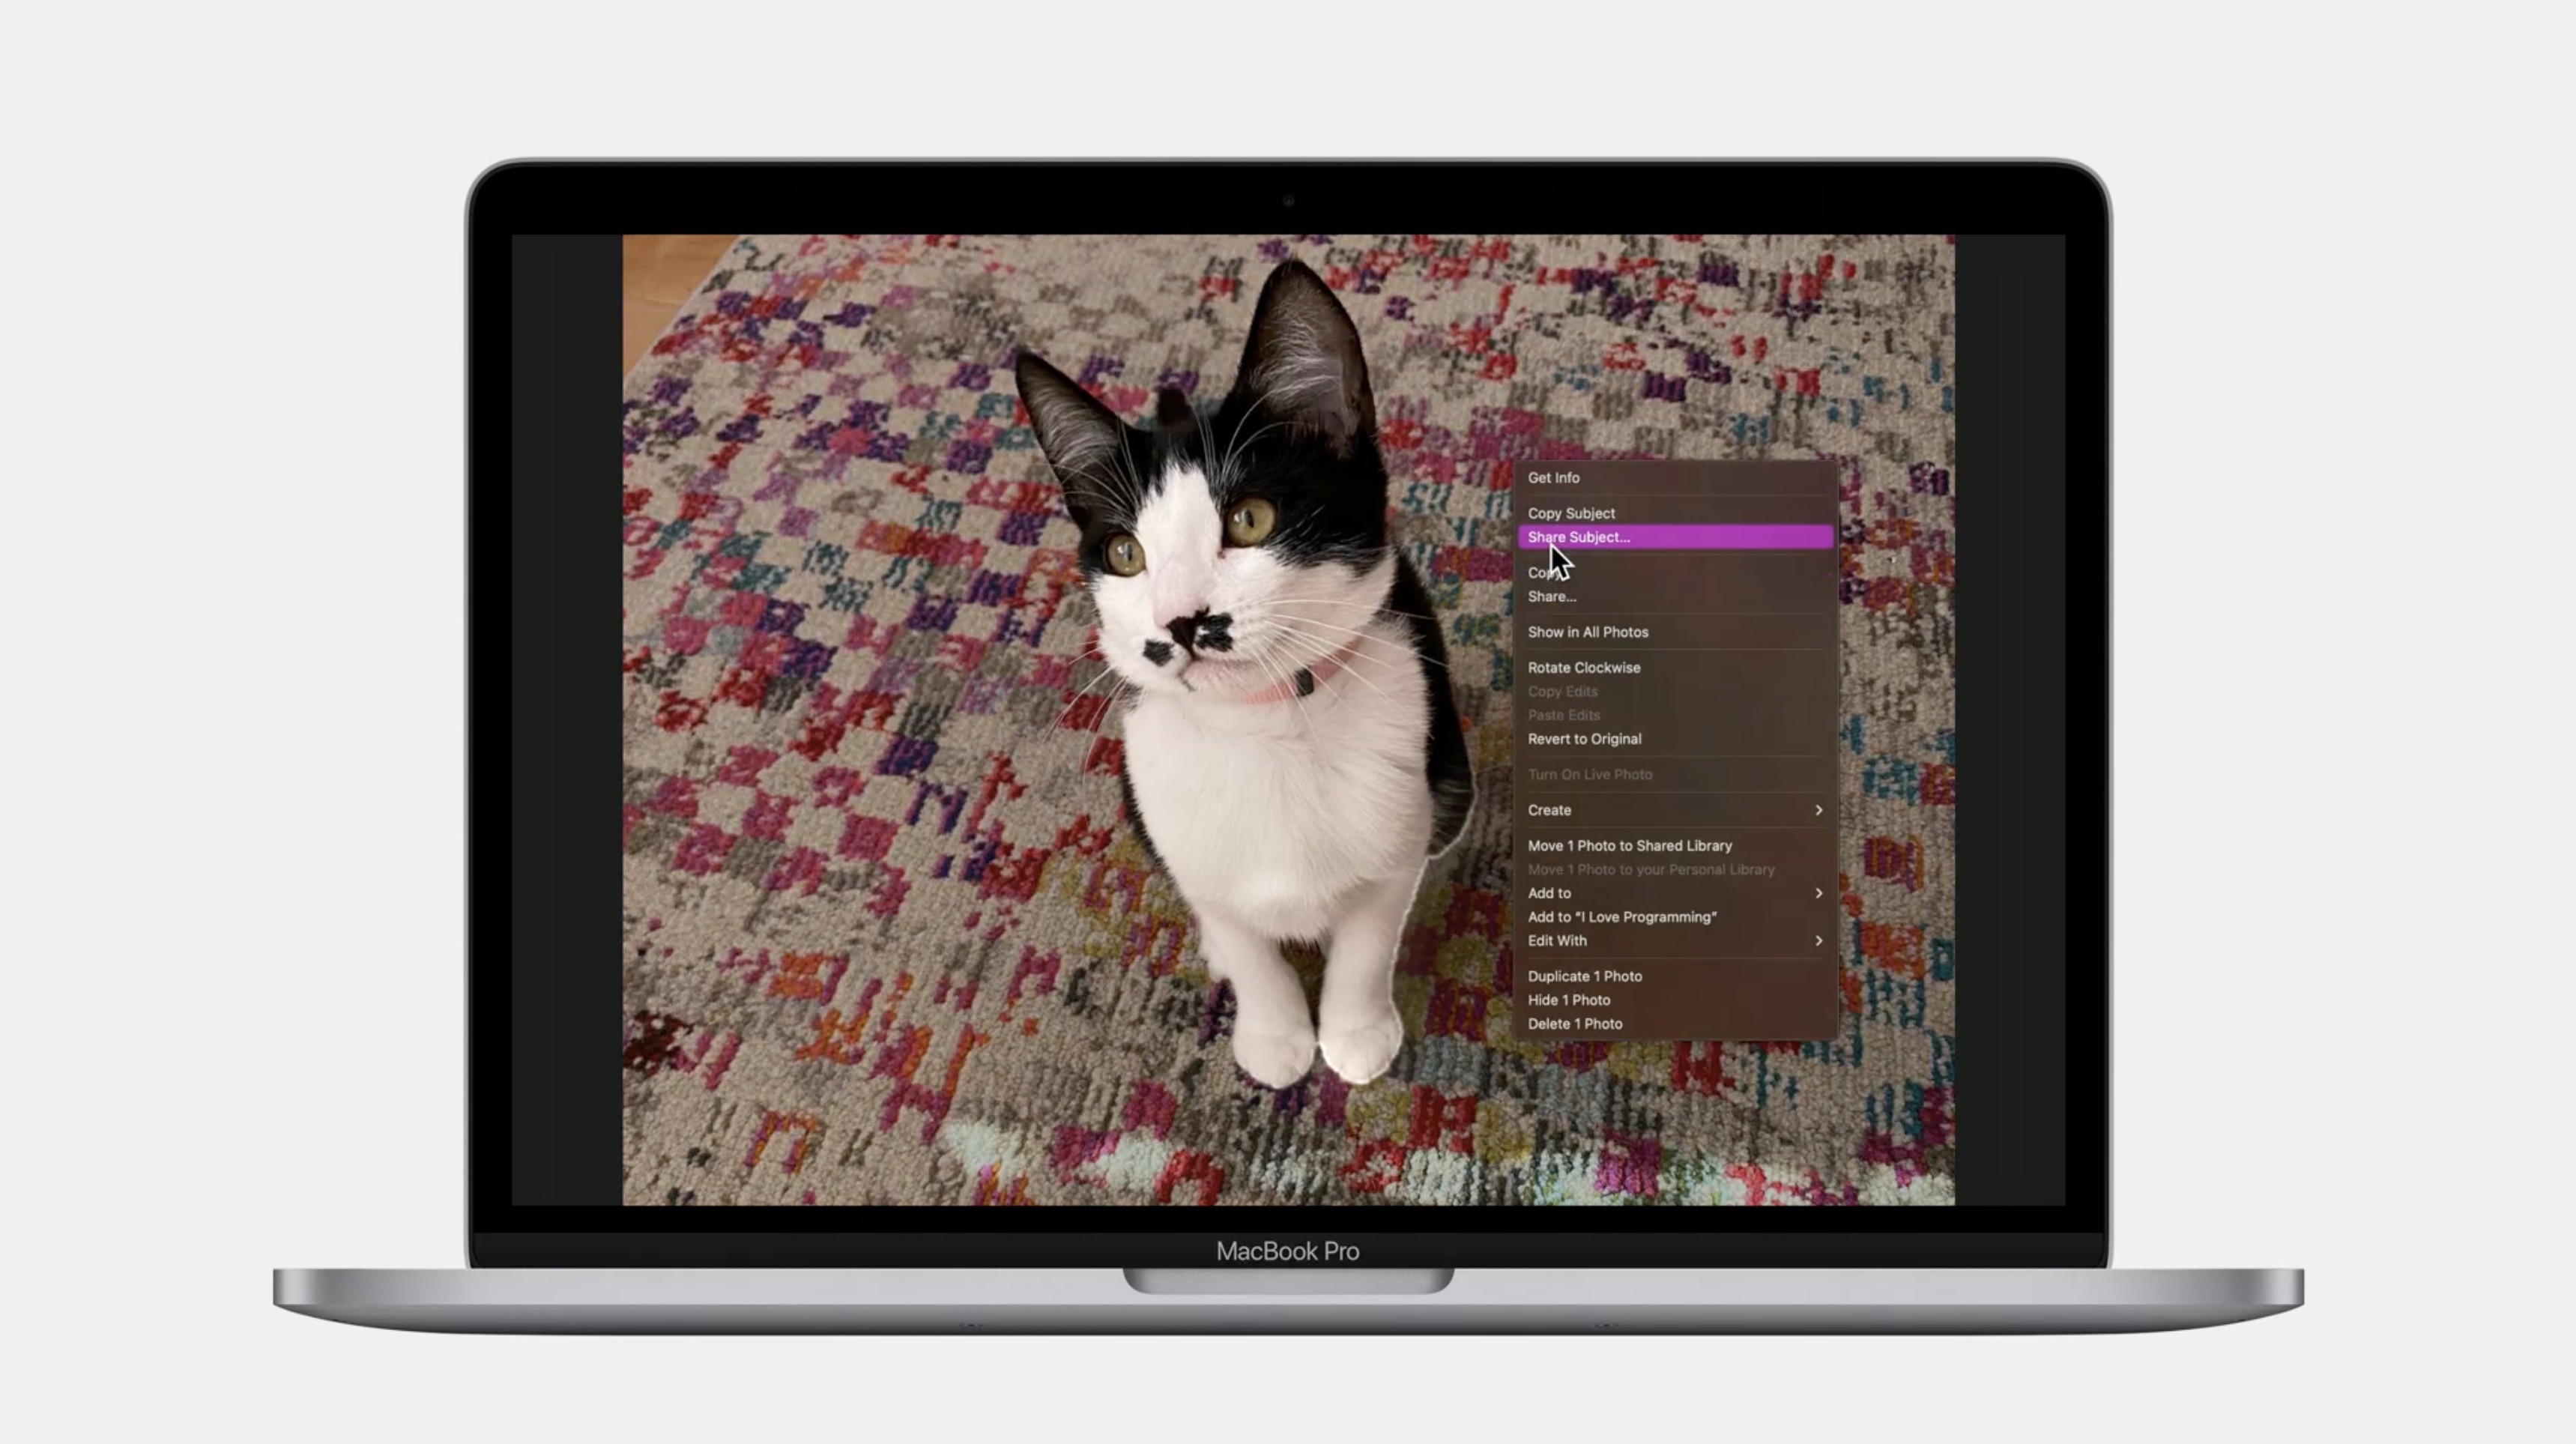 Get Info
Copy Subject
Share Subject...
Copy
Share...
Show in All Photos
Rotate Clockwise
Copy Edits
Paste Edits
Revert to Original
Turn On Live Photo
Create
Move 1 Photo to Shared Library
Move 1 Photo to your Personal Library
Add to
Add to “I Love Programming”
Edit With
Duplicate 1 Photo
Hide 1 Photo
Delete 1 Photo
MacBook Pro